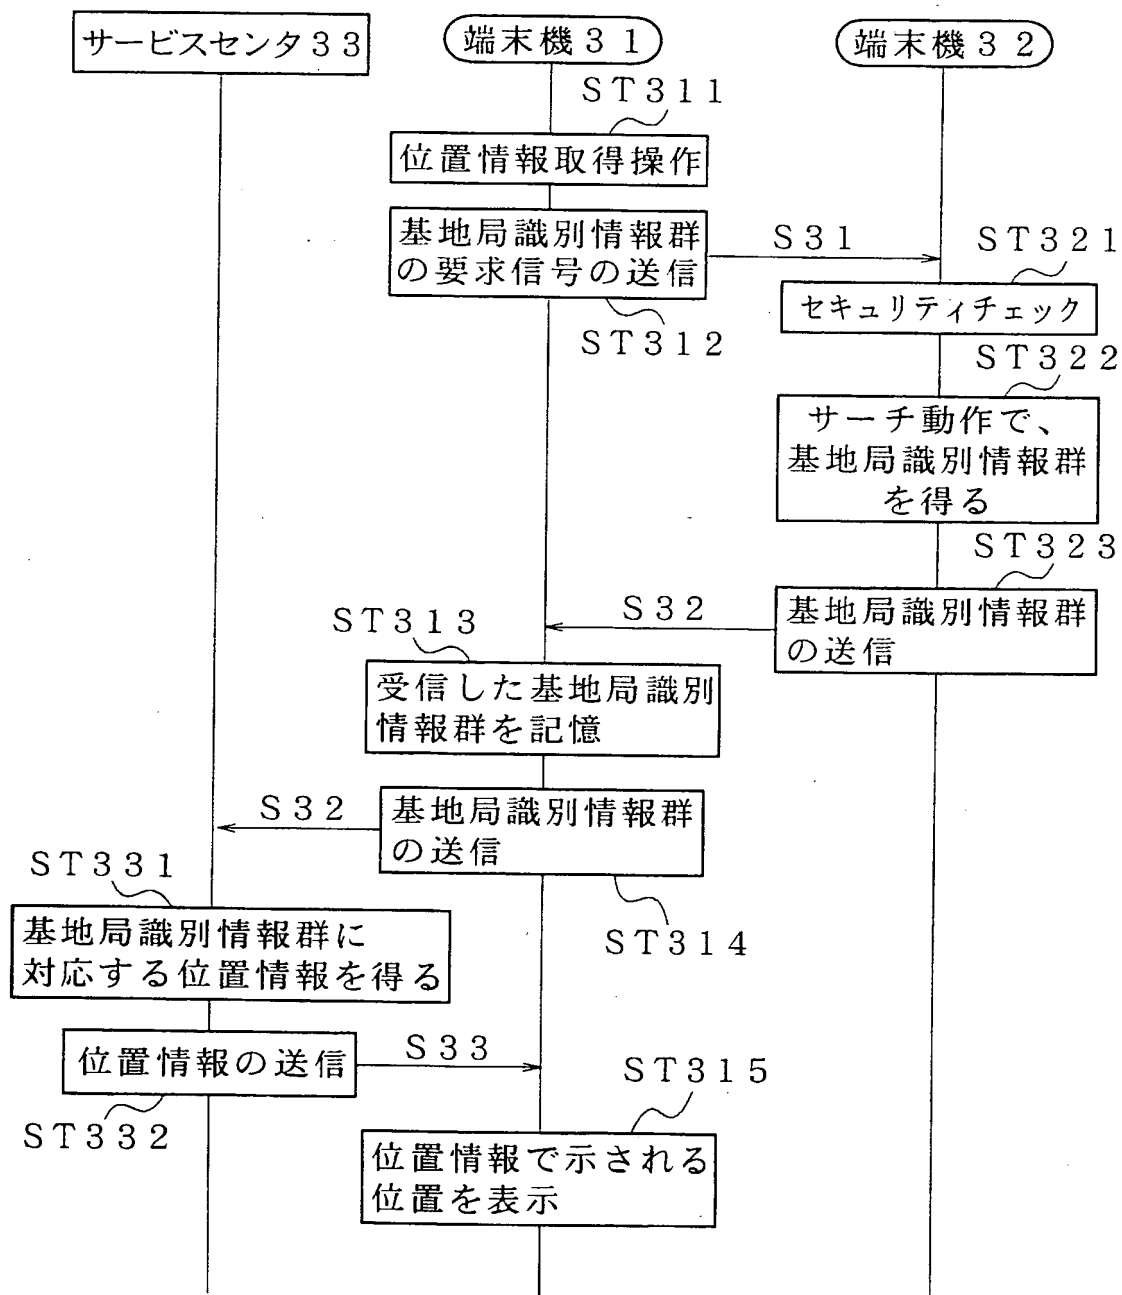 サービスセンタ33
端末機31
端末機32
ST311
位置情報取得操作
基地局識別情報群
の要求信号の送信
S31
ST312
ST321
セキュリティチェック
ST322
サーチ動作で、
基地局識別情報群
を得る
ST323
基地局識別情報群
の送信
S32
ST313
受信した基地局識別
情報群を記憶
基地局識別情報群
の送信
S32
ST314
ST331
基地局識別情報群に
対応する位置情報を得る
位置情報の送信
S33
ST332
ST315
位置情報で示される
位置を表示